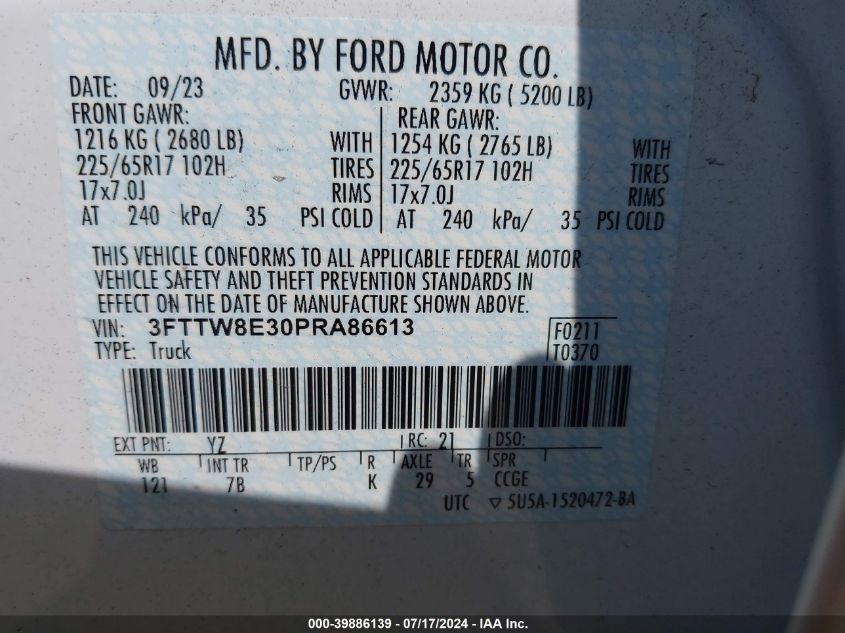 MFD. BY FORD MOTOR CO.
DATE: 09/23 GVWR: 2359 KG ( 5200 LB)
FRONT GAWR: REAR GAWR:
1216 KG ( 2680 LB) WITH 1254 KG ( 2765 LB) WITH
225/65R17 102H TIRES 225/65R17 102H TIRES
17x7.0J RIMS 17x7.0J RIMS
AT 240 kPa/ 35 PSI COLD AT 240 kPa/ 35 PSI COLD
THIS VEHICLE CONFORMS TO ALL APPLICABLE FEDERAL MOTOR
VEHICLE SAFETY AND THEFT PREVENTION STANDARDS IN
EFFECT ON THE DATE OF MANUFACTURE SHOWN ABOVE.
VIN: 3FTTW8E30PRA86613 F0211
TYPE: Truck T0370
EXT PNT: YZ RC: 21 DSO:
WB INT TR TP/PS R AXLE TR SPR
121 7B K 29 5 CCGE
UTC ▽ 5U5A-1520472-BA
000-39886139 - 07/17/2024 - IAA Inc.